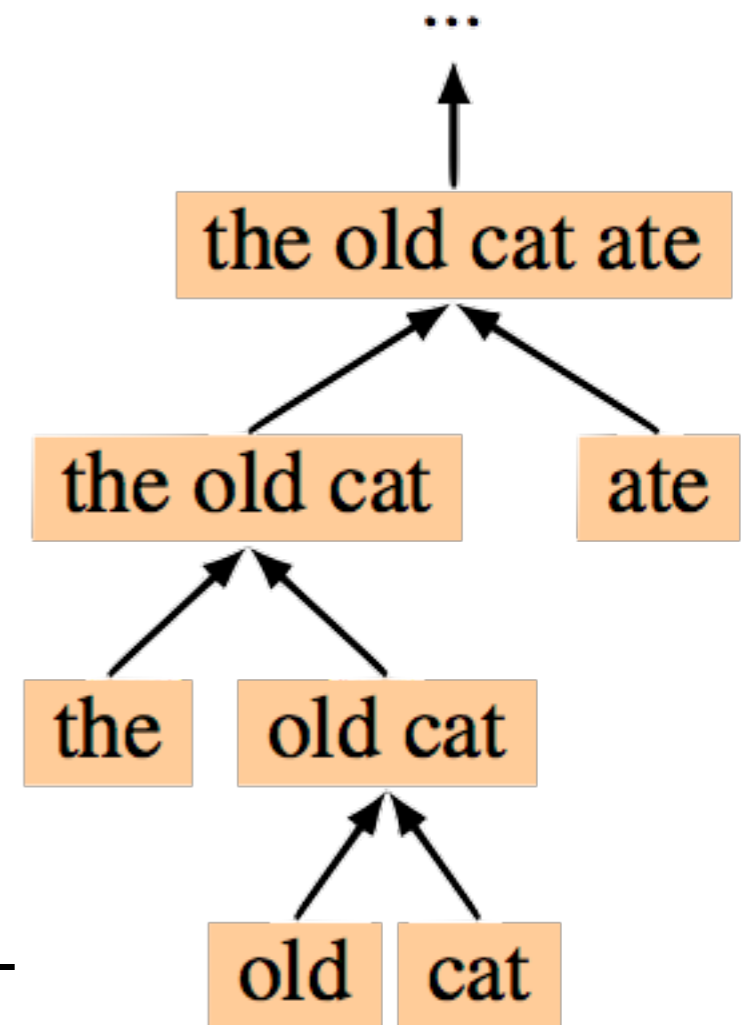 ...
the old cat ate
the old cat
ate
the
old cat
old
cat